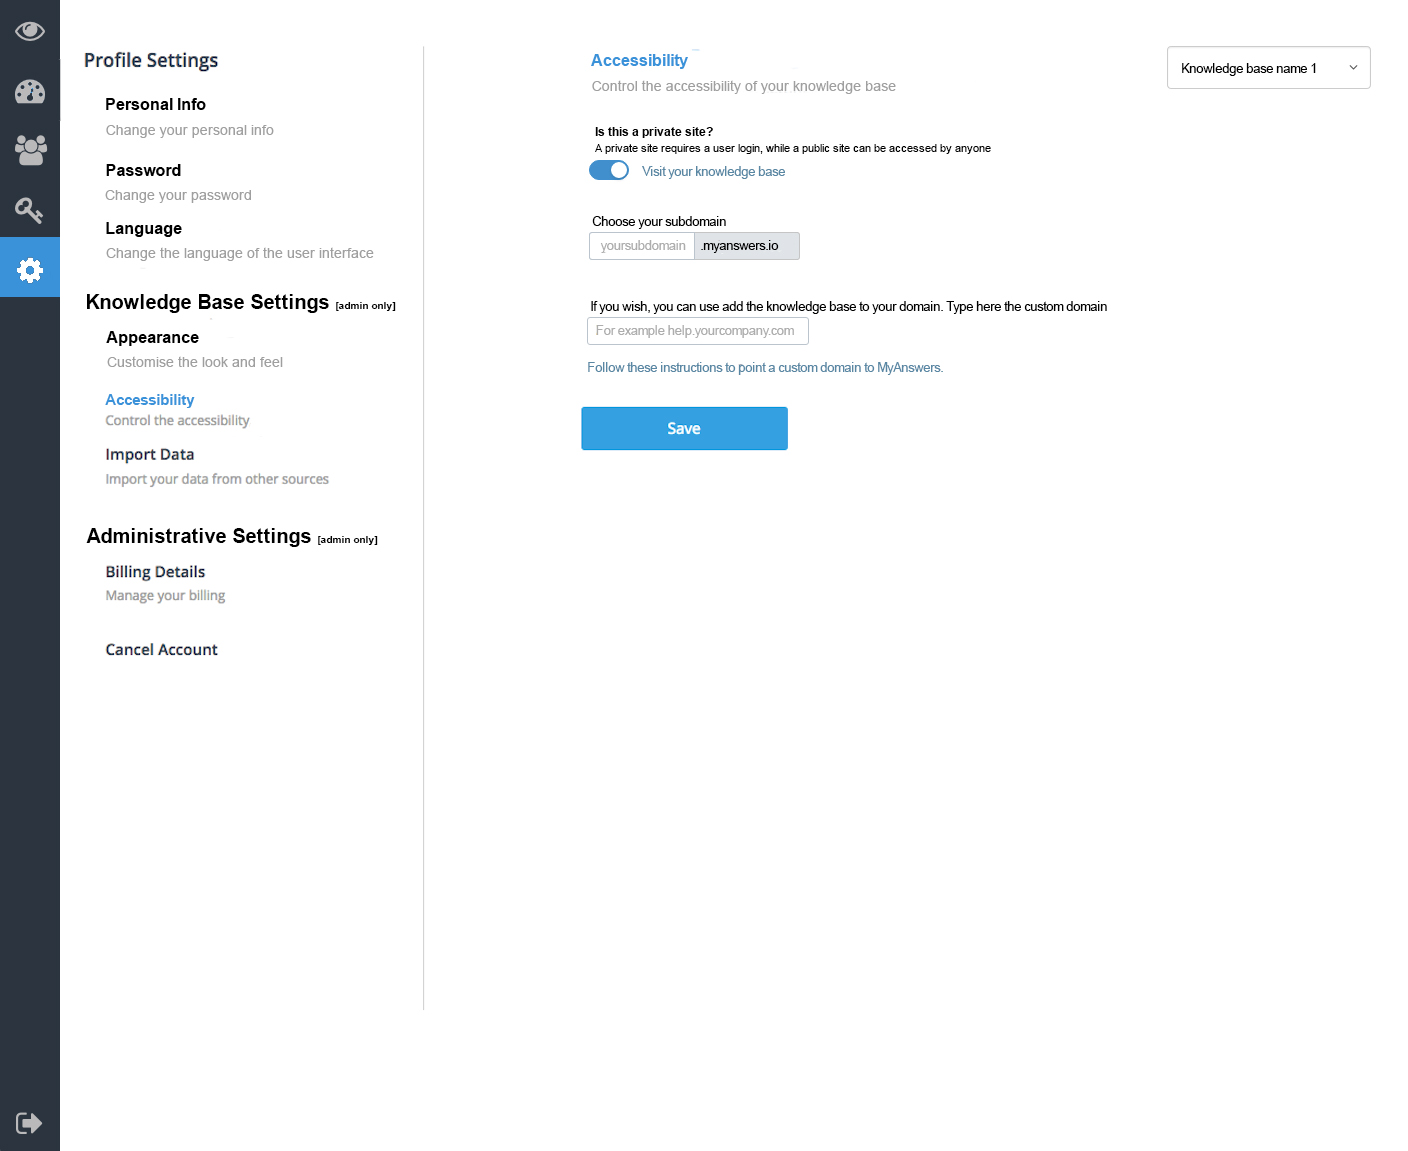 Profile Settings
Personal Info
Change your personal info
Password
Change your password
Language
Change the language of the user interface
Knowledge Base Settings [admin only]
Appearance
Customise the look and feel
Accessibility
Control the accessibility
Import Data
Import your data from other sources
Administrative Settings [admin only]
Billing Details
Manage your billing
Cancel Account
Accessibility
Control the accessibility of your knowledge base
Knowledge base name 1
Is this a private site?
A private site requires a user login, while a public site can be accessed by anyone
Visit your knowledge base
Choose your subdomain
yoursubdomain .myanswers.io
If you wish, you can use add the knowledge base to your domain. Type here the custom domain
For example help.yourcompany.com
Follow these instructions to point a custom domain to MyAnswers.
Save